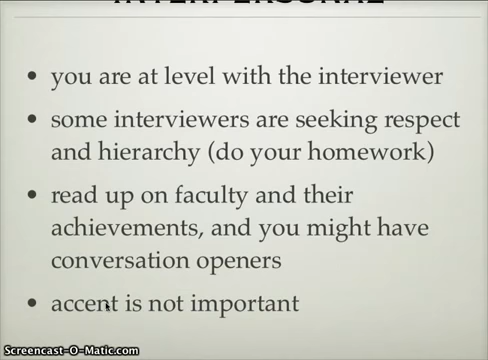 INTERPERSONAL
• you are at level with the interviewer
• some interviewers are seeking respect
and hierarchy (do your homework)
• read up on faculty and their
achievements, and you might have
conversation openers
• accent is not important
Screencast-O-Matic.com